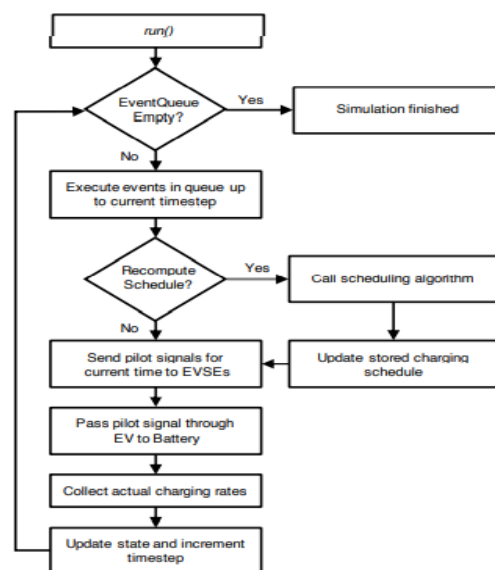 run()
EventQueue
Empty?
Yes
Simulation finished
No
Execute events in queue up
to current timestep
Recompute
Schedule?
Yes
Call scheduling algorithm
No
Send pilot signals for
current time to EVSEs
Update stored charging
schedule
Pass pilot signal through
EV to Battery
Collect actual charging rates
Update state and increment
timestep